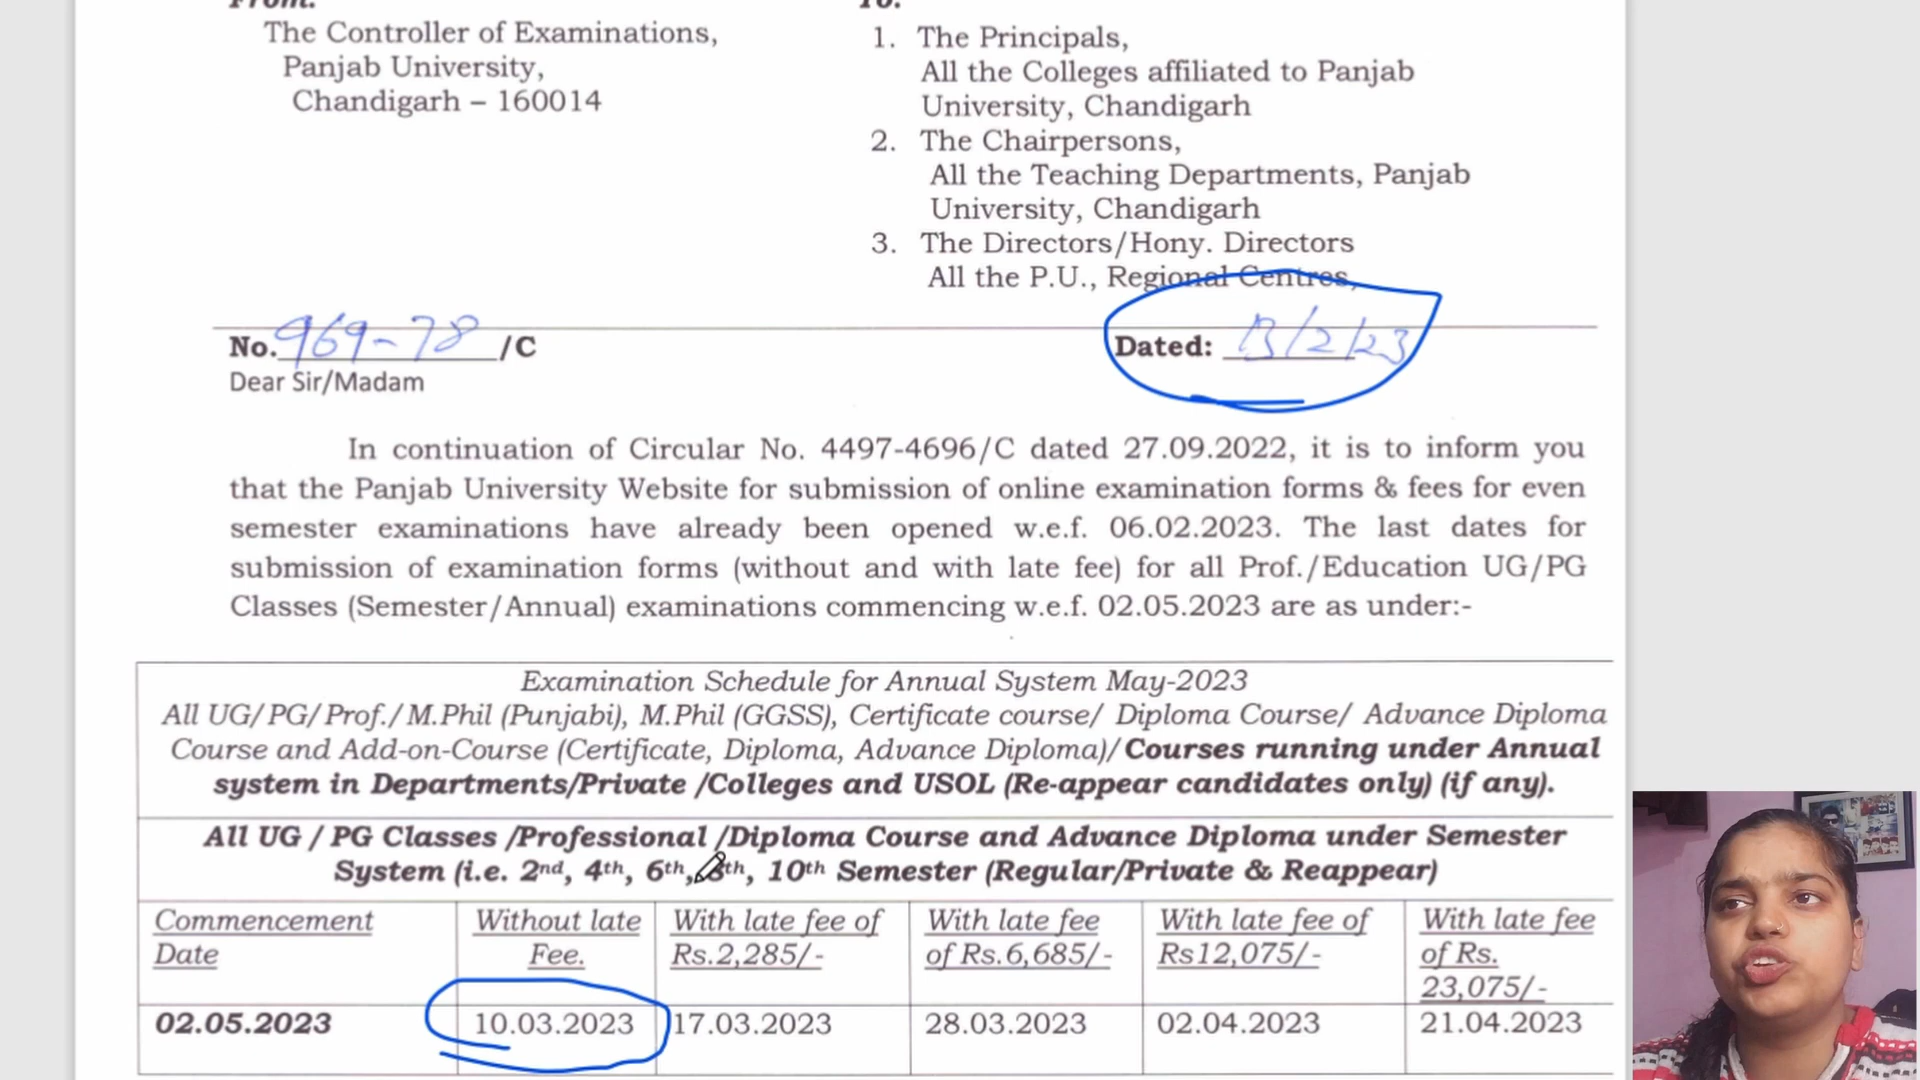 From:
The Controller of Examinations,
Panjab University,
Chandigarh – 160014
To:
1. The Principals,
All the Colleges affiliated to Panjab
University, Chandigarh
2. The Chairpersons,
All the Teaching Departments, Panjab
University, Chandigarh
3. The Directors/Hony. Directors
All the P.U., Regional Centres,
No. 969-78 /C
Dated: 13/2/23
Dear Sir/Madam
In continuation of Circular No. 4497-4696/C dated 27.09.2022, it is to inform you
that the Panjab University Website for submission of online examination forms & fees for even
semester examinations have already been opened w.e.f. 06.02.2023. The last dates for
submission of examination forms (without and with late fee) for all Prof./Education UG/PG
Classes (Semester/Annual) examinations commencing w.e.f. 02.05.2023 are as under:-
Examination Schedule for Annual System May-2023
All UG/PG/Prof./M.Phil (Punjabi), M.Phil (GGSS), Certificate course/ Diploma Course/ Advance Diploma
Course and Add-on-Course (Certificate, Diploma, Advance Diploma)/Courses running under Annual
system in Departments/Private /Colleges and USOL (Re-appear candidates only) (if any).
All UG / PG Classes /Professional /Diploma Course and Advance Diploma under Semester
System (i.e. 2nd, 4th, 6th, 8th, 10th Semester (Regular/Private & Reappear)
Commencement
Date
Without late
Fee.
With late fee of
Rs.2,285/-
With late fee
of Rs.6,685/-
With late fee of
Rs12,075/-
With late fee
of Rs.
23,075/-
02.05.2023
10.03.2023
17.03.2023
28.03.2023
02.04.2023
21.04.2023